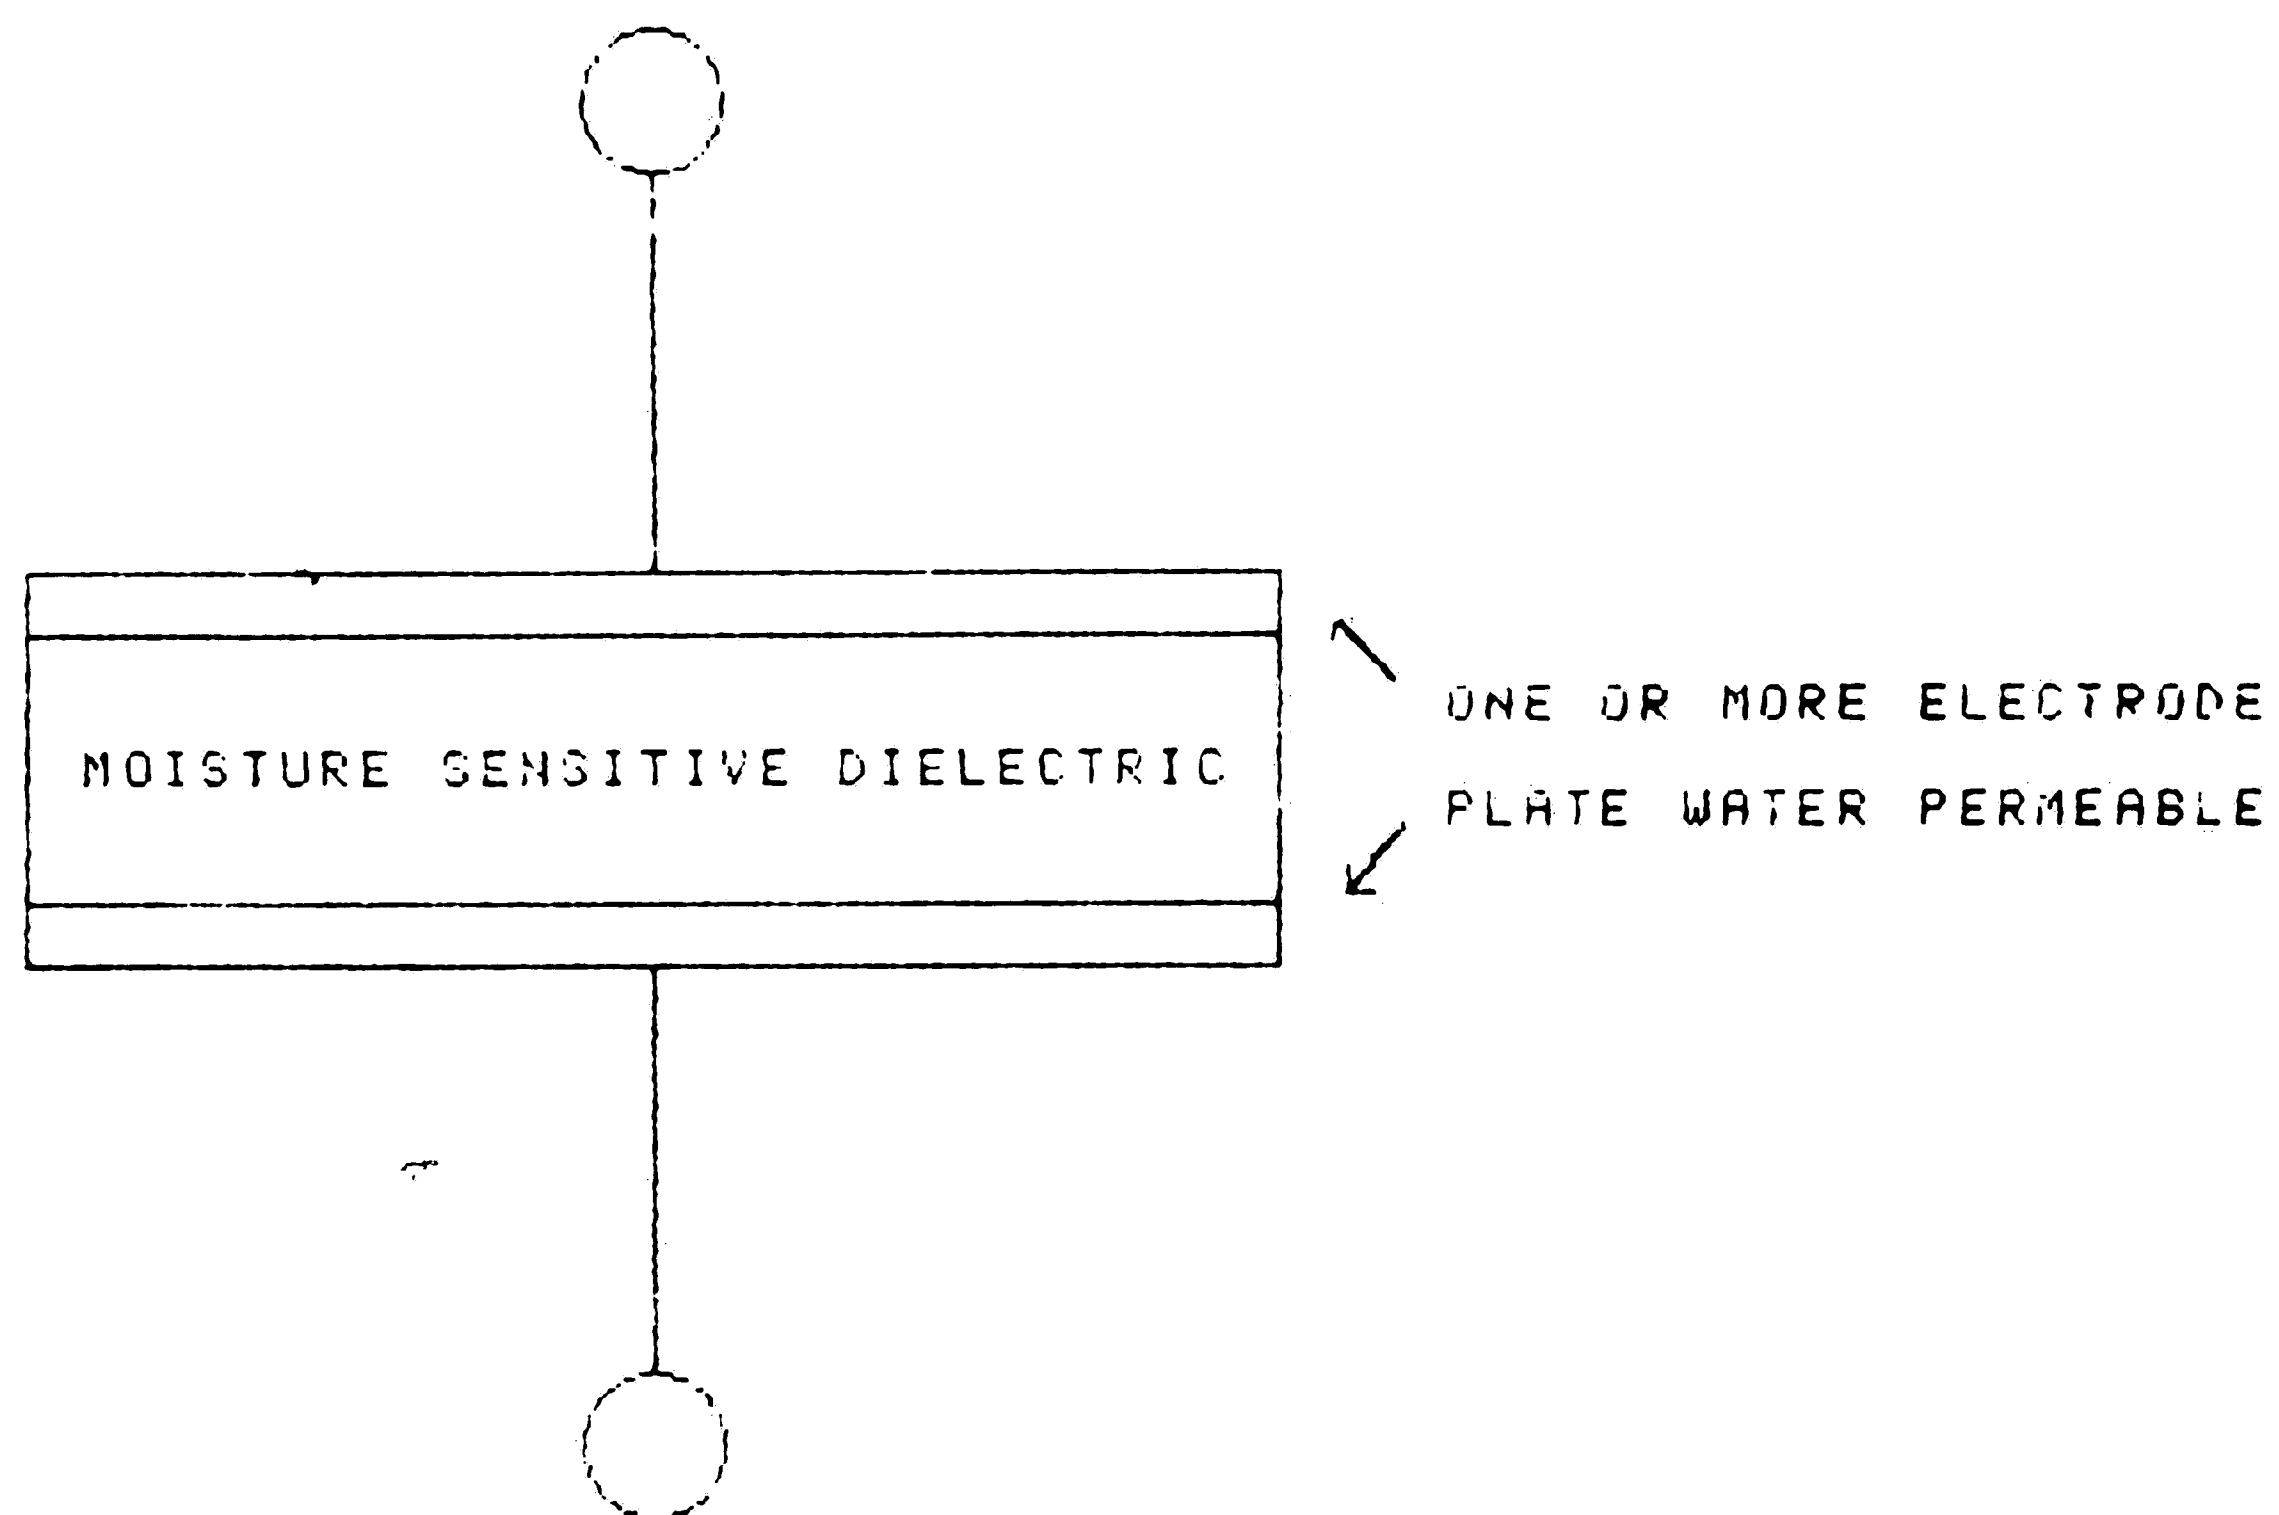 ONE OR MORE ELECTRODE
MOISTURE SENSITIVE DIELECTRIC
PLATE WATER PERMEABLE